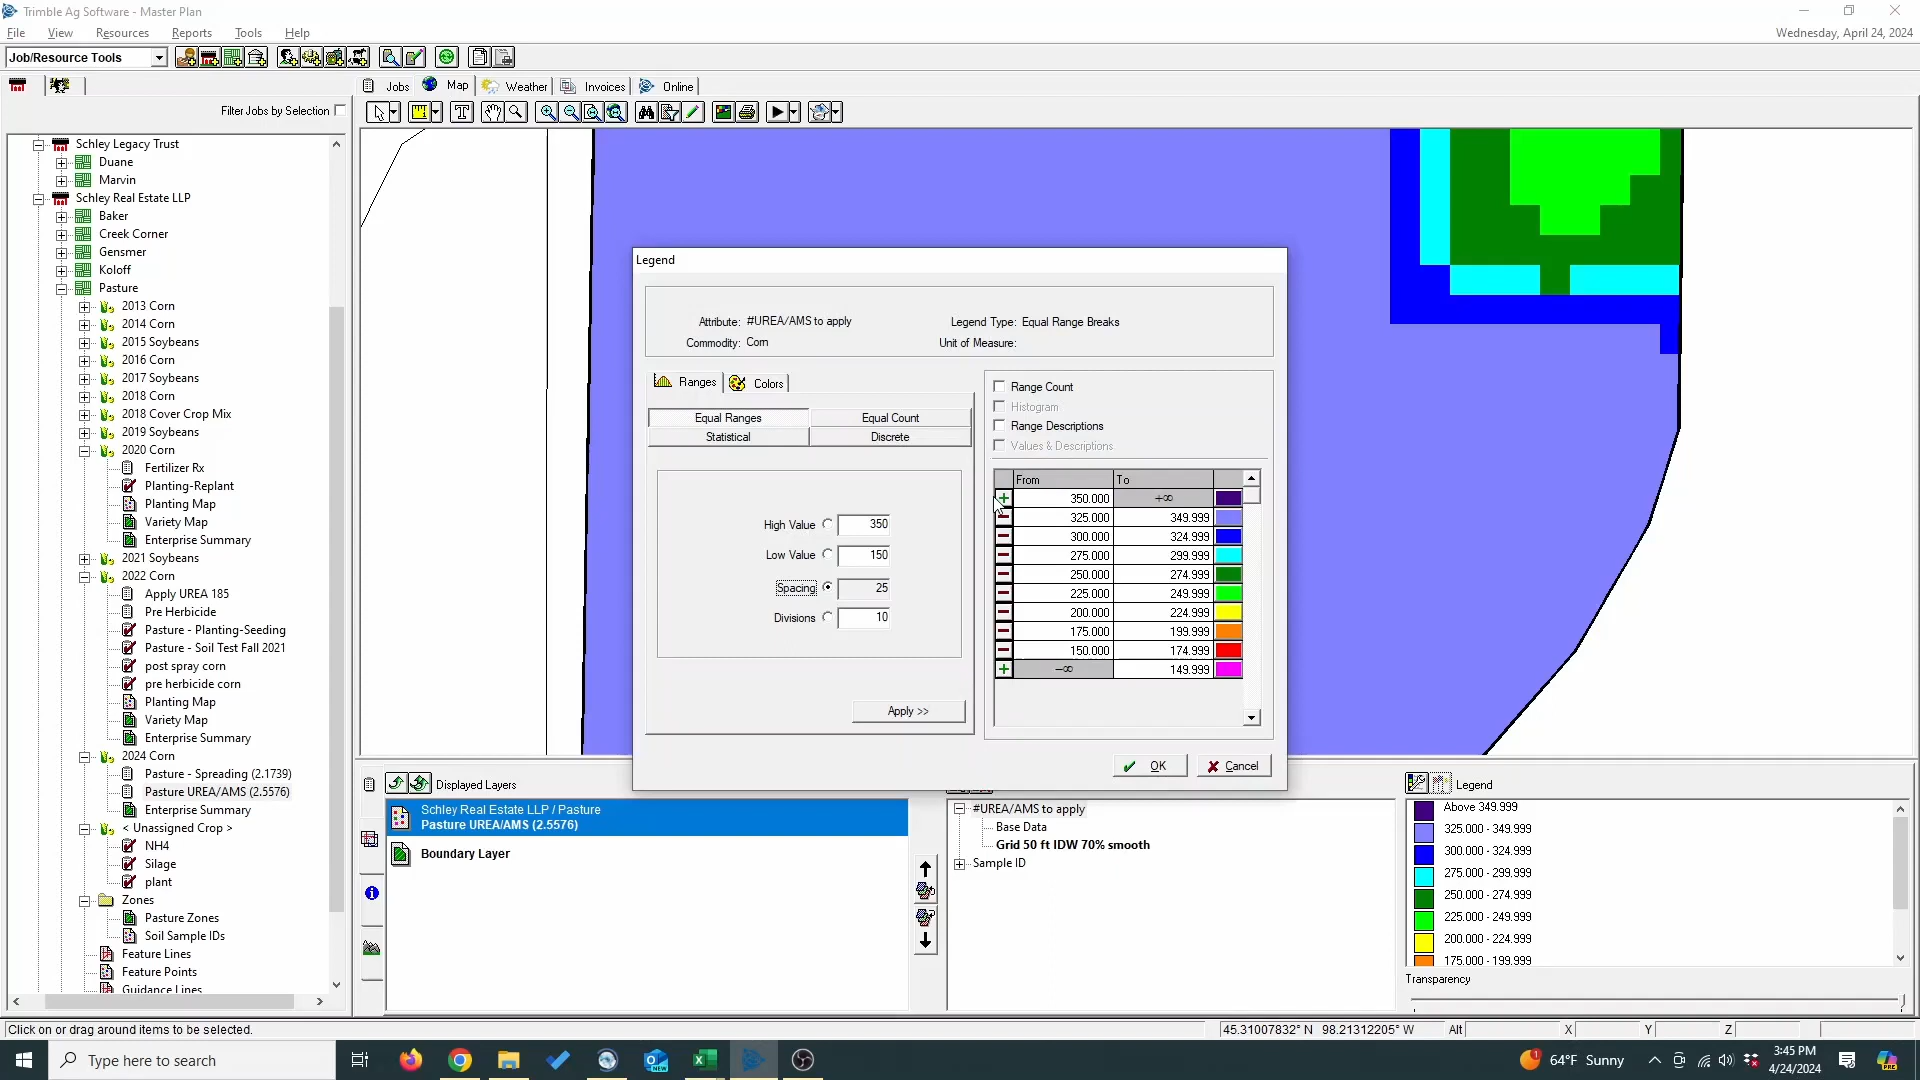 Trimble Ag Software - Master Plan
File View Resources Reports Tools Help
Wednesday, April 24, 2024
Job/Resource Tools
Jobs Map Weather Invoices Online
Filter Jobs by Selection
Schley Legacy Trust
Duane
Marvin
Schley Real Estate LLP
Baker
Creek Corner
Gensmer
Koloff
Pasture
2013 Corn
2014 Corn
2015 Soybeans
2016 Corn
2017 Soybeans
2018 Corn
2018 Cover Crop Mix
2019 Soybeans
2020 Corn
Fertilizer Rx
Planting-Replant
Planting Map
Variety Map
Enterprise Summary
2021 Soybeans
2022 Corn
Apply UREA 185
Pre Herbicide
Pasture - Planting-Seeding
Pasture - Soil Test Fall 2021
post spray corn
pre herbicide corn
Planting Map
Variety Map
Enterprise Summary
2024 Corn
Pasture - Spreading (2.1739)
Pasture UREA/AMS (2.5576)
Enterprise Summary
< Unassigned Crop >
NH4
Silage
plant
Zones
Pasture Zones
Soil Sample IDs
Feature Lines
Feature Points
Guidance Lines
Legend
Attribute: #UREA/AMS to apply
Legend Type: Equal Range Breaks
Commodity: Corn
Unit of Measure:
Ranges Colors
Equal Ranges Equal Count
Statistical Discrete
High Value 350
Low Value 150
Spacing 25
Divisions 10
Apply >>
Range Count
Histogram
Range Descriptions
Values & Descriptions
From To
350.000 +∞
325.000 349.999
300.000 324.999
275.000 299.999
250.000 274.999
225.000 249.999
200.000 224.999
175.000 199.999
150.000 174.999
−∞ 149.999
OK Cancel
Displayed Layers
Schley Real Estate LLP / Pasture
Pasture UREA/AMS (2.5576)
Boundary Layer
#UREA/AMS to apply
Base Data
Grid 50 ft IDW 70% smooth
Sample ID
Legend
Above 349.999
325.000 - 349.999
300.000 - 324.999
275.000 - 299.999
250.000 - 274.999
225.000 - 249.999
200.000 - 224.999
175.000 - 199.999
Transparency
Click on or drag around items to be selected.
45.31007832° N 98.21312205° W Alt X Y Z
Type here to search
64°F Sunny
3:45 PM
4/24/2024